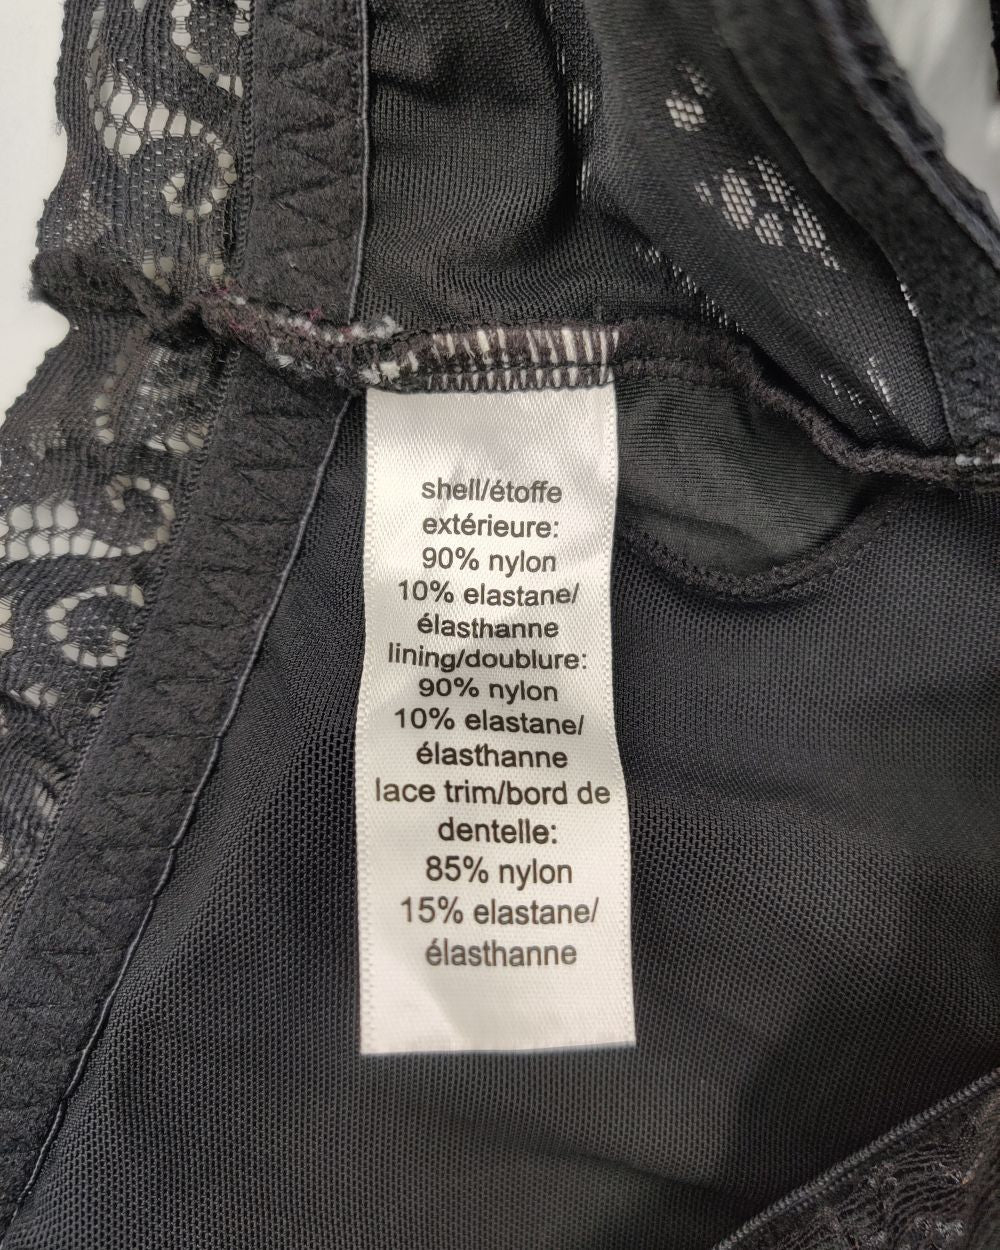 shell/étoffe
extérieure:
90% nylon
10% elastane/
élasthanne
lining/doublure:
90% nylon
10% elastane/
élasthanne
lace trim/bord de
dentelle:
85% nylon
15% elastane/
élasthanne